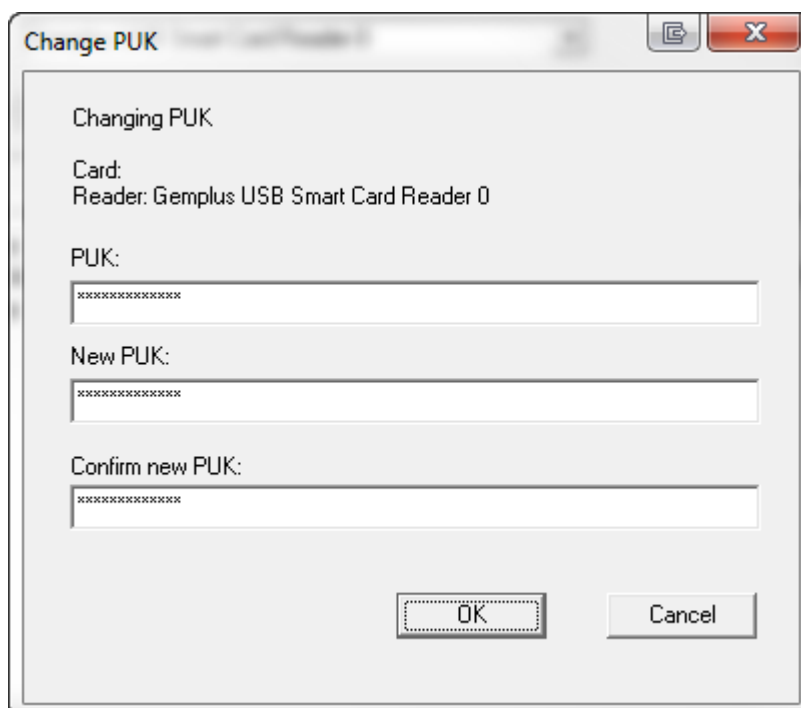 Change PUK
Changing PUK
Card:
Reader: Gemplus USB Smart Card Reader 0
PUK:
*************
New PUK:
*************
Confirm new PUK:
*************
OK Cancel